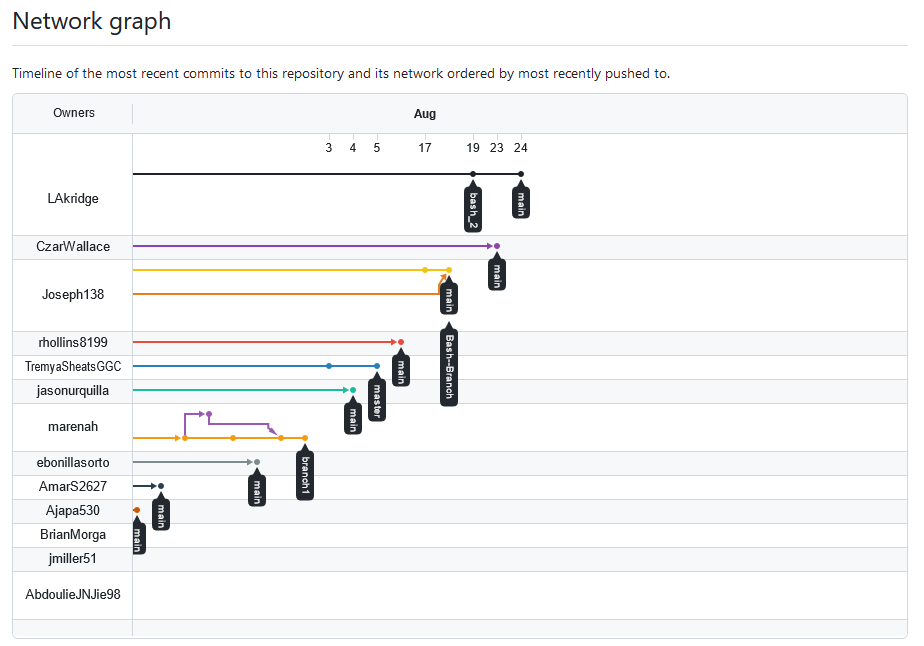 Network graph
Timeline of the most recent commits to this repository and its network ordered by most recently pushed to.
Owners
Aug
3 4 5 17 19 23 24
LAkridge
bash_2
main
CzarWallace
main
Joseph138
main
Bash--Branch
rhollins8199
main
TremyaSheatsGGC
master
jasonurquilla
main
marenah
branch1
ebonillasorto
main
AmarS2627
main
Ajapa530
main
BrianMorga
jmiller51
AbdoulieJNJie98